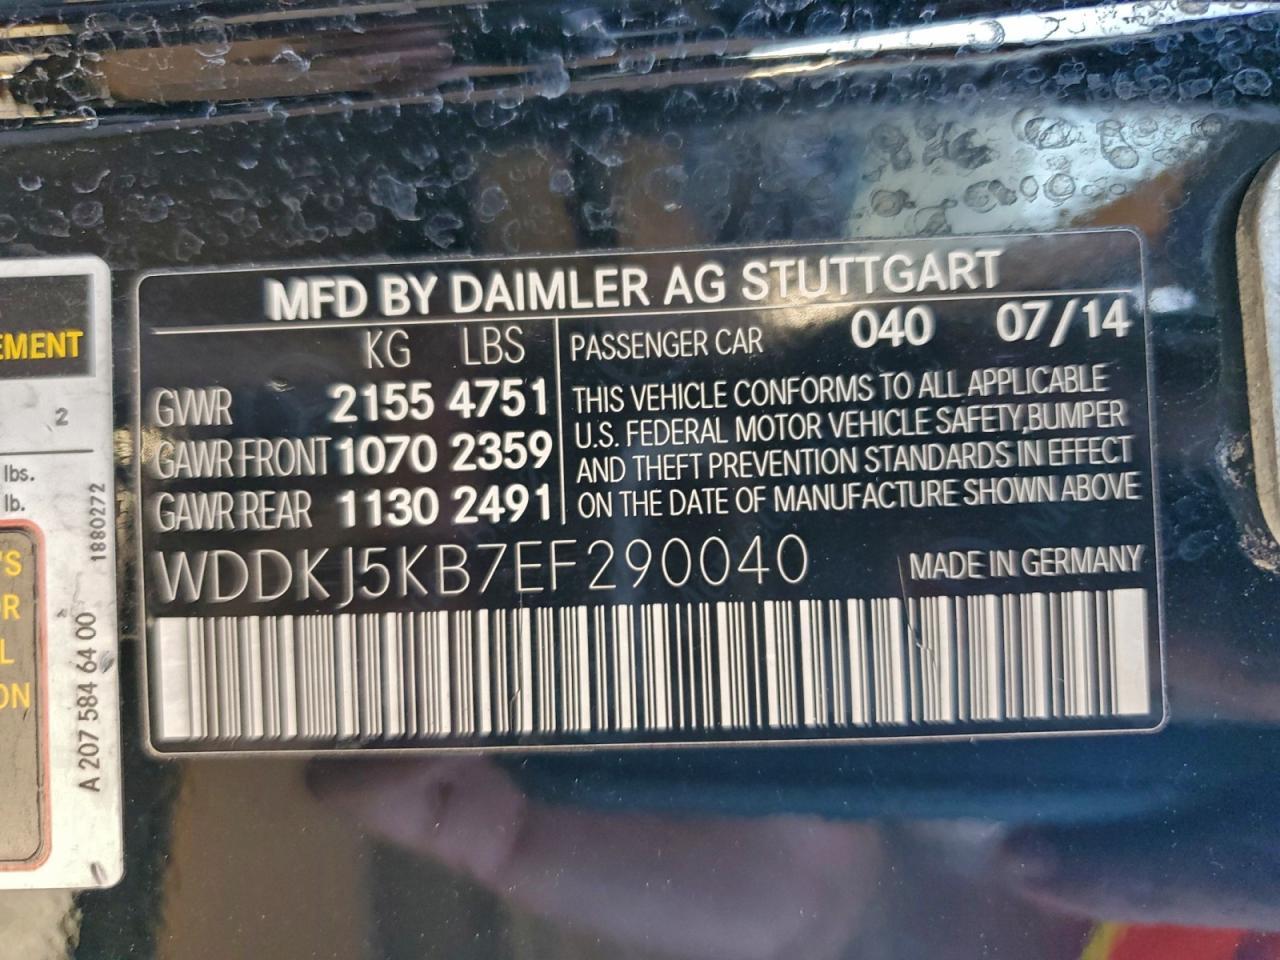 MFD BY DAIMLER AG STUTTGART
KG LBS
GVWR 2155 4751
GAWR FRONT 1070 2359
GAWR REAR 1130 2491
PASSENGER CAR 040 07/14
THIS VEHICLE CONFORMS TO ALL APPLICABLE
U.S. FEDERAL MOTOR VEHICLE SAFETY,BUMPER
AND THEFT PREVENTION STANDARDS IN EFFECT
ON THE DATE OF MANUFACTURE SHOWN ABOVE
WDDKJ5KB7EF290040
MADE IN GERMANY
EMENT
2
lbs.
lb.
'S
OR
L
ON
1880272
A 207 584 64 00